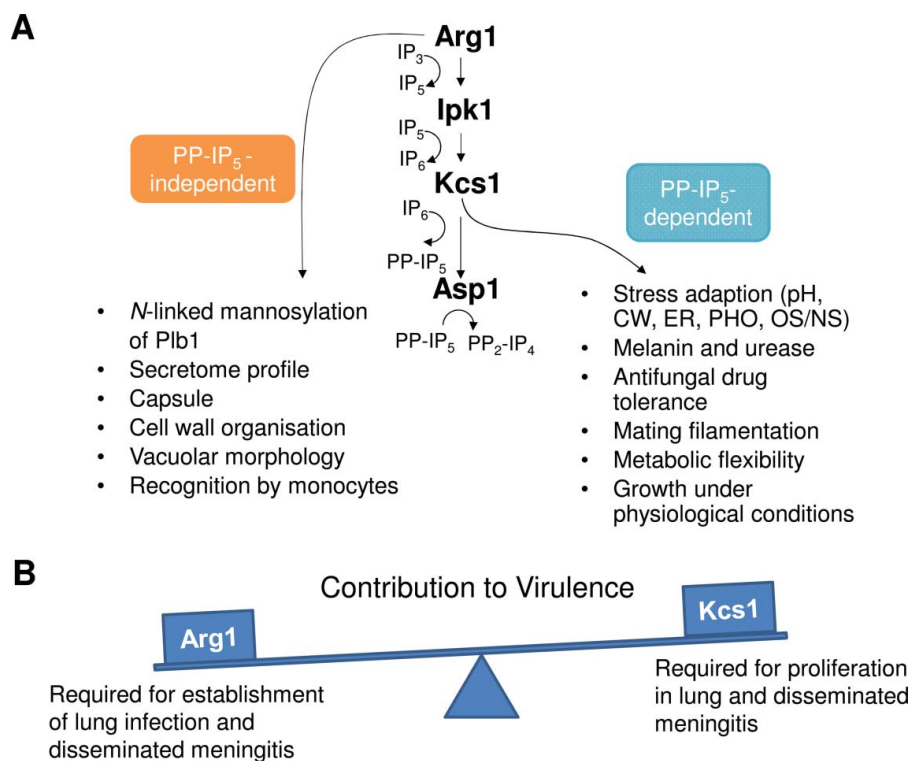 A
Arg1
IP₃
IP₅
Ipk1
IP₅
IP₆
Kcs1
IP₆
PP-IP₅
Asp1
PP-IP₅ PP₂-IP₄
PP-IP₅ -
independent
• N-linked mannosylation
of Plb1
• Secretome profile
• Capsule
• Cell wall organisation
• Vacuolar morphology
• Recognition by monocytes
PP-IP₅-
dependent
• Stress adaption (pH,
CW, ER, PHO, OS/NS)
• Melanin and urease
• Antifungal drug
tolerance
• Mating filamentation
• Metabolic flexibility
• Growth under
physiological conditions
B
Contribution to Virulence
Arg1
Kcs1
Required for establishment
of lung infection and
disseminated meningitis
Required for proliferation
in lung and disseminated
meningitis